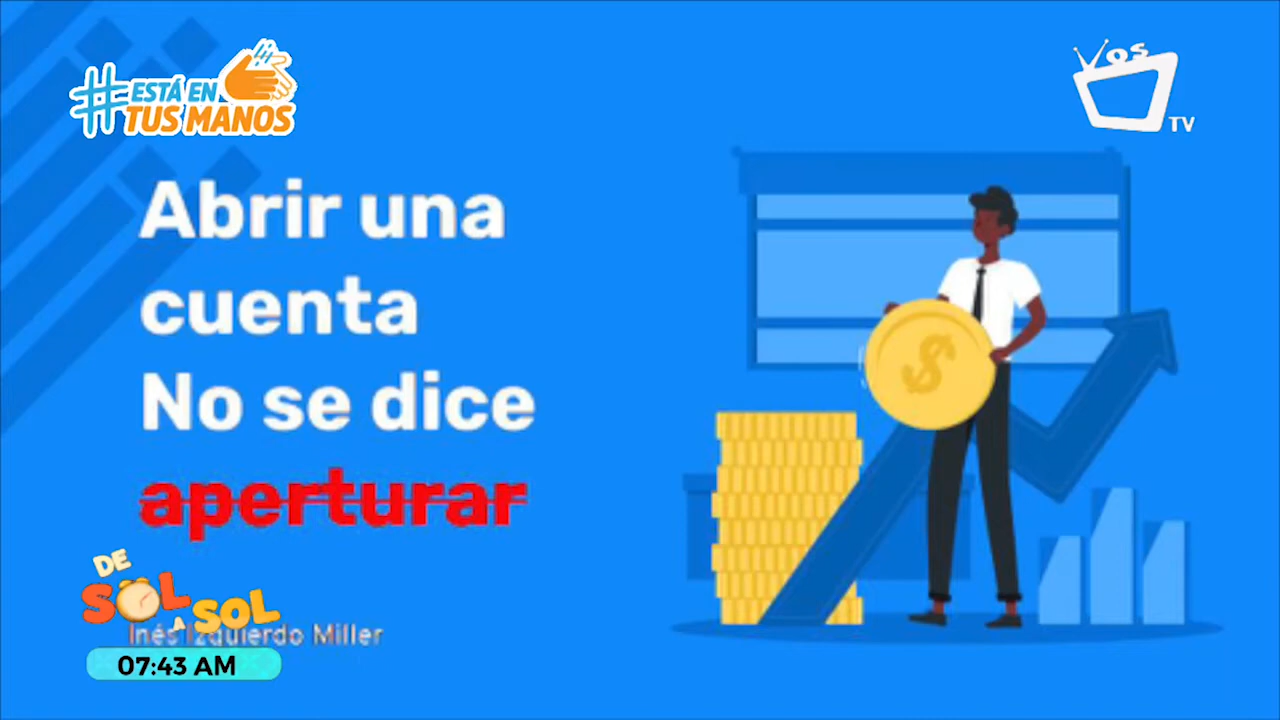 #ESTÁ EN
TUS MANOS
VOS
TV
Abrir una
cuenta
No se dice
aperturar
DE
SOL
A SOL
Inés Izquierdo Miller
07:43 AM
$